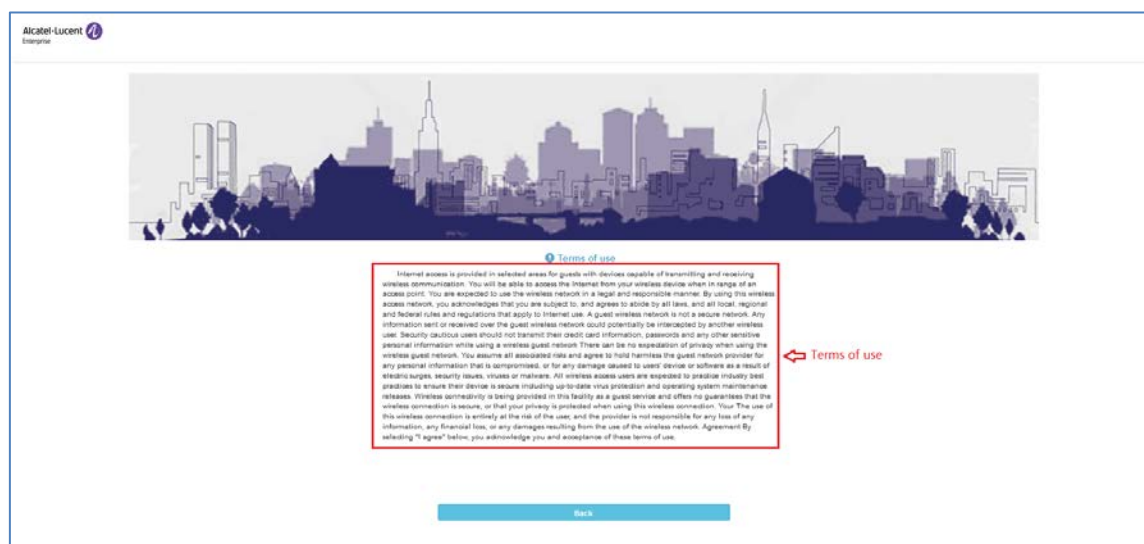 Alcatel-Lucent
Enterprise
Terms of use
Internet access is provided in selected areas for guests with devices capable of transmitting and receiving
wireless communication. You will be able to access the Internet from your wireless device when in range of an
access point. You are expected to use the wireless network in a legal and responsible manner. By using this wireless
access network, you acknowledges that you are subject to, and agrees to abide by all laws, and all local, regional
and federal rules and regulations that apply to Internet use. A guest wireless network is not a secure network. Any
information sent or received over the guest wireless network could potentially be intercepted by another wireless
user. Security cautious users should not transmit their credit card information, passwords and any other sensitive
personal information while using a wireless guest network There can be no expectation of privacy when using the
wireless guest network. You assume all associated risks and agree to hold harmless the guest network provider for
any personal information that is compromised, or for any damage caused to users' device or software as a result of
electric surges, security issues, viruses or malware. All wireless access users are expected to practice industry best
practices to ensure their device is secure including up-to-date virus protection and operating system maintenance
releases. Wireless connectivity is being provided in this facility as a guest service and offers no guarantees that the
wireless connection is secure, or that your privacy is protected when using this wireless connection. Your The use of
this wireless connection is entirely at the risk of the user, and the provider is not responsible for any loss of any
information, any financial loss, or any damages resulting from the use of the wireless network. Agreement By
selecting "I agree" below, you acknowledge you and acceptance of these terms of use.
Terms of use
Back